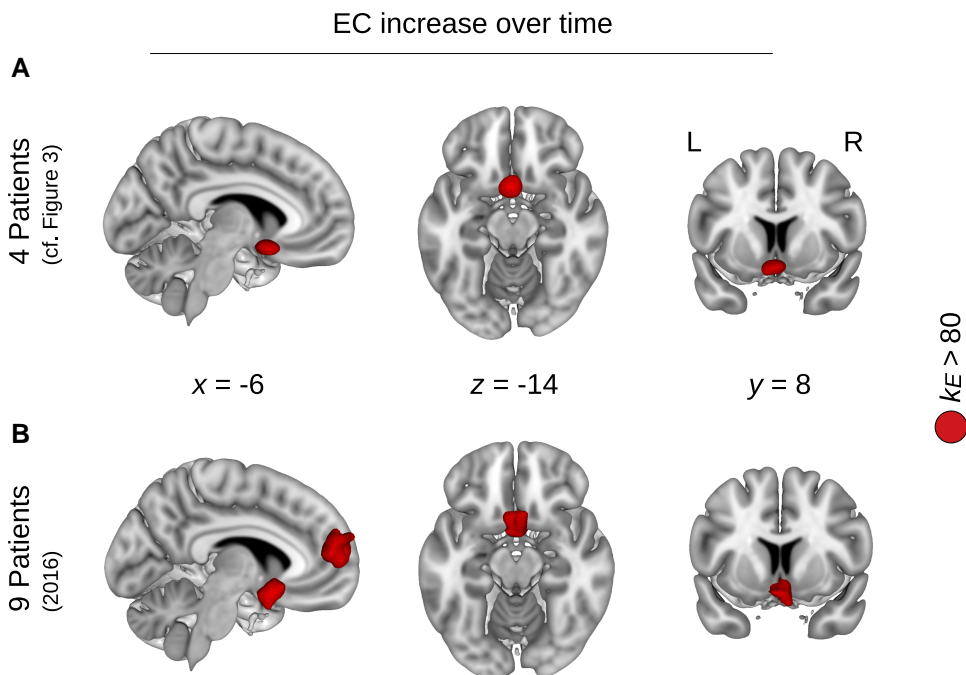 EC increase over time
A
4 Patients
(cf. Figure 3)
L
R
x = -6
z = -14
y = 8
kE > 80
B
9 Patients
(2016)